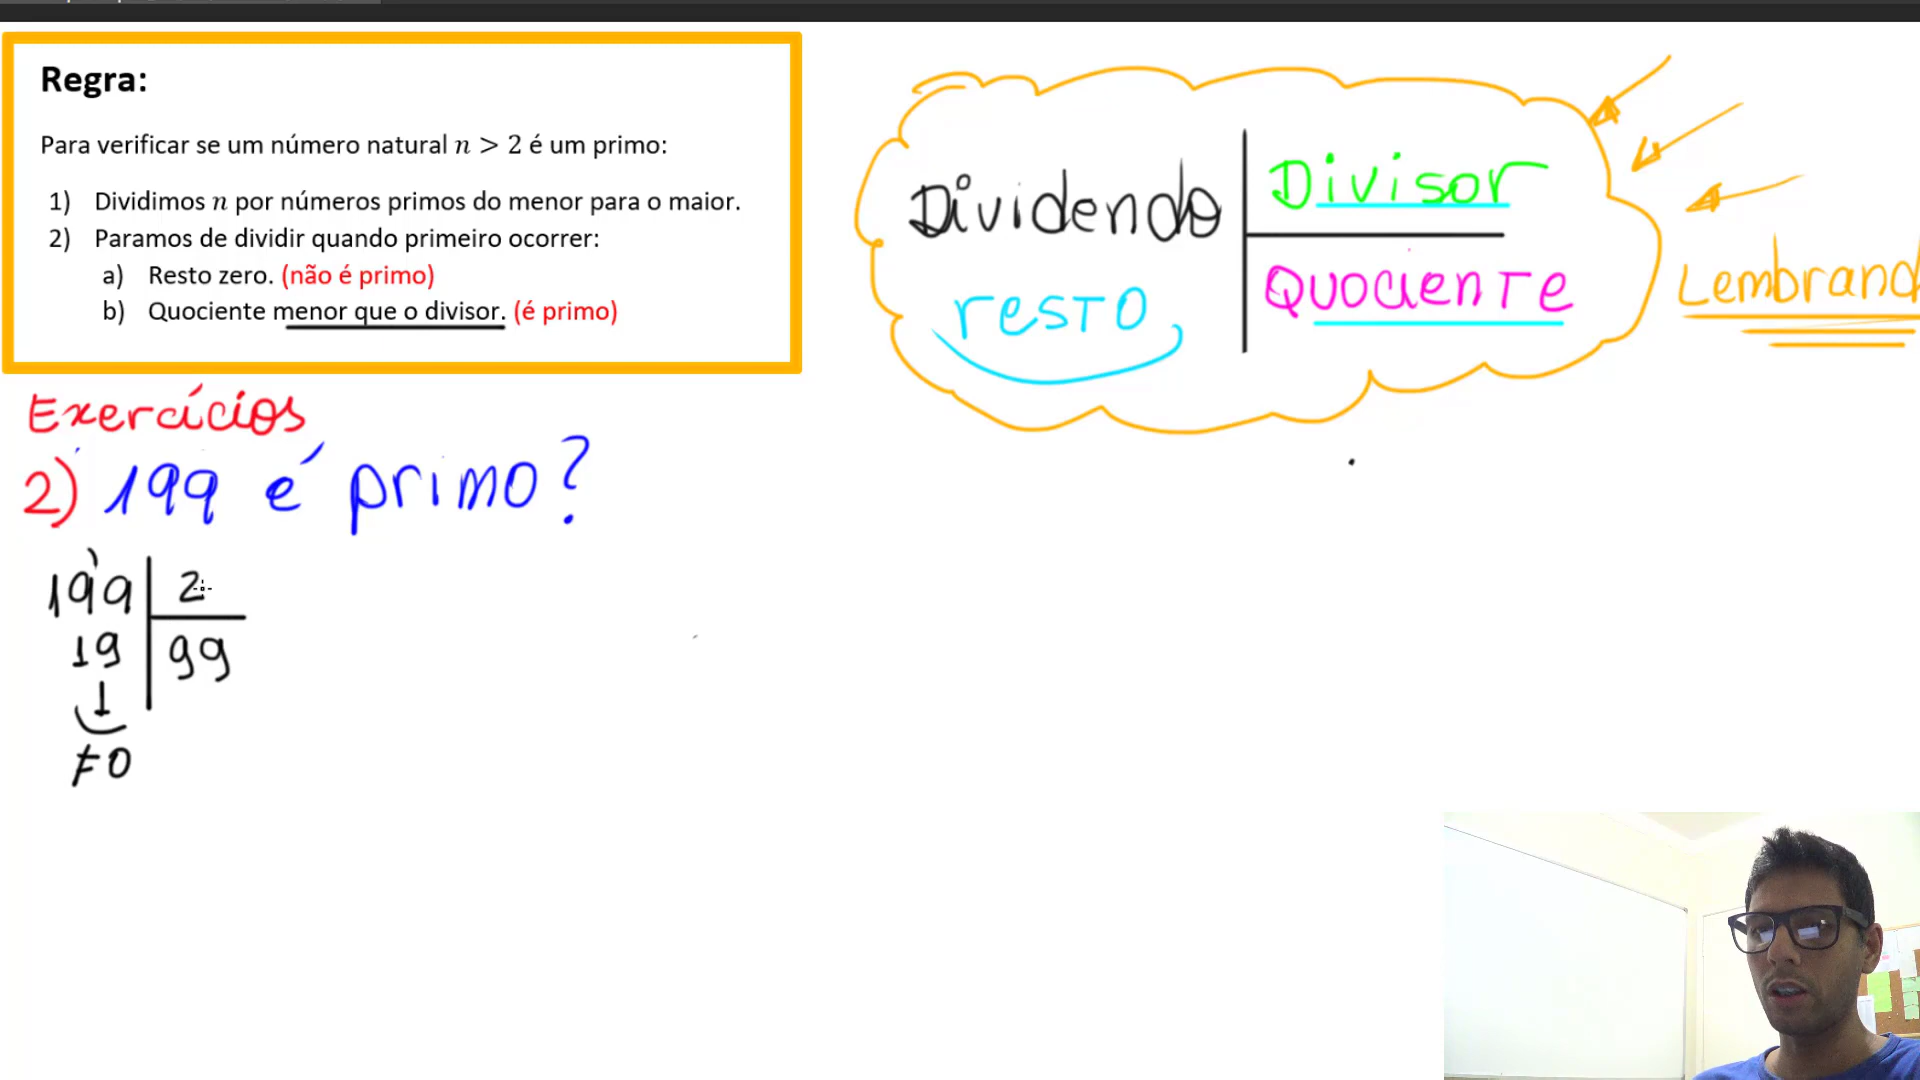 Regra:
Para verificar se um número natural n > 2 é um primo:
1) Dividimos n por números primos do menor para o maior.
2) Paramos de dividir quando primeiro ocorrer:
a) Resto zero. (não é primo)
b) Quociente menor que o divisor. (é primo)
Dividendo Divisor
resto Quociente
Lembrand
Exercícios
2) 199 é primo?
199 2
19 99
1
≠0